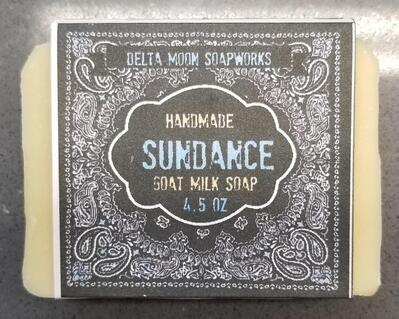 DELTA MOON SOAPWORKS
HANDMADE
SUNDANCE
GOAT MILK SOAP
4.5 OZ